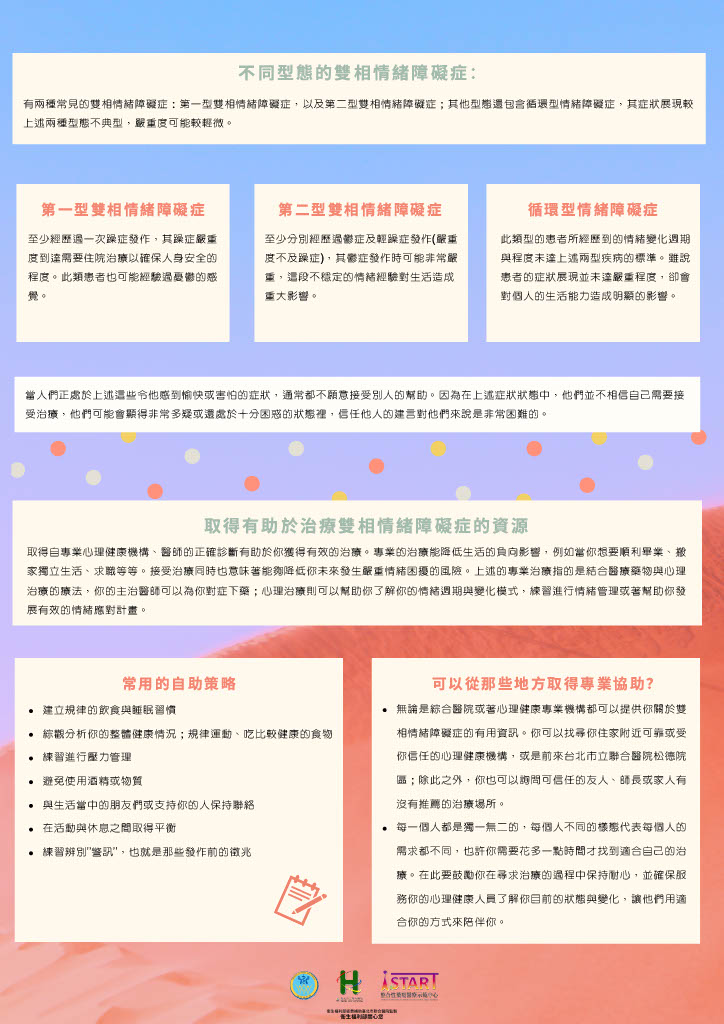 不同型態的雙相情緒障礙症：
有兩種常見的雙相情緒障礙症：第一型雙相情緒障礙症，以及第二型雙相情緒障礙症；其他型態還包含循環型情緒障礙症，其症狀展現較
上述兩種型態不典型，嚴重度可能較輕微。
第一型雙相情緒障礙症
至少經歷過一次躁症發作，其躁症嚴重
度到達需要住院治療以確保人身安全的
程度。此類患者也可能經驗過憂鬱的感
覺。
第二型雙相情緒障礙症
至少分別經歷過鬱症及輕躁症發作(嚴重
度不及躁症)，其鬱症發作時可能非常嚴
重，這段不穩定的情緒經驗對生活造成
重大影響。
循環型情緒障礙症
此類型的患者所經歷到的情緒變化週期
與程度未達上述兩型疾病的標準。雖說
患者的症狀展現並未達嚴重程度，卻會
對個人的生活能力造成明顯的影響。
當人們正處於上述這些令他感到愉快或害怕的症狀，通常都不願意接受別人的幫助。因為在上述症狀狀態中，他們並不相信自己需要接
受治療，他們可能會顯得非常多疑或還處於十分困惑的狀態裡，信任他人的建言對他們來說是非常困難的。
取得有助於治療雙相情緒障礙症的資源
取得自專業心理健康機構、醫師的正確診斷有助於你獲得有效的治療。專業的治療能降低生活的負向影響，例如當你想要順利畢業、搬
家獨立生活、求職等等。接受治療同時也意味著能夠降低你未來發生嚴重情緒困擾的風險。上述的專業治療指的是結合醫療藥物與心理
治療的療法，你的主治醫師可以為你對症下藥；心理治療則可以幫助你了解你的情緒週期與變化模式，練習進行情緒管理或著幫助你發
展有效的情緒應對計畫。
常用的自助策略
• 建立規律的飲食與睡眠習慣
• 綜觀分析你的整體健康情況；規律運動、吃比較健康的食物
• 練習進行壓力管理
• 避免使用酒精或物質
• 與生活當中的朋友們或支持你的人保持聯絡
• 在活動與休息之間取得平衡
• 練習辨別"警訊"，也就是那些發作前的徵兆
可以從那些地方取得專業協助?
• 無論是綜合醫院或著心理健康專業機構都可以提供你關於雙
相情緒障礙症的有用資訊。你可以找尋你住家附近可靠或受
你信任的心理健康機構，或是前來台北市立聯合醫院松德院
區；除此之外，你也可以詢問可信任的友人、師長或家人有
沒有推薦的治療場所。
• 每一個人都是獨一無二的，每個人不同的樣態代表每個人的
需求都不同，也許你需要花多一點時間才找到適合自己的治
療。在此要鼓勵你在尋求治療的過程中保持耐心，並確保服
務你的心理健康人員了解你目前的狀態與變化，讓他們用適
合你的方式來陪伴你。
iSTART
整合性藥癮醫療示範中心
衛生福利部關心您